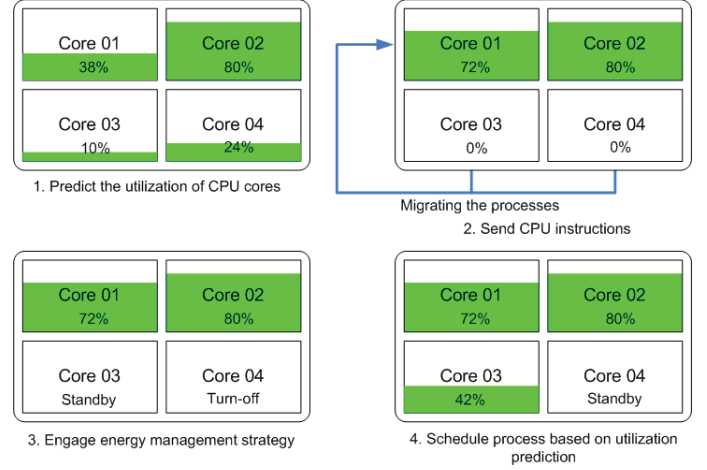 Core 01
38%
Core 02
80%
Core 03
10%
Core 04
24%
1. Predict the utilization of CPU cores
Core 01
72%
Core 02
80%
Core 03
0%
Core 04
0%
Migrating the processes
2. Send CPU instructions
Core 01
72%
Core 02
80%
Core 03
Standby
Core 04
Turn-off
3. Engage energy management strategy
Core 01
72%
Core 02
80%
Core 03
42%
Core 04
Standby
4. Schedule process based on utilization
prediction